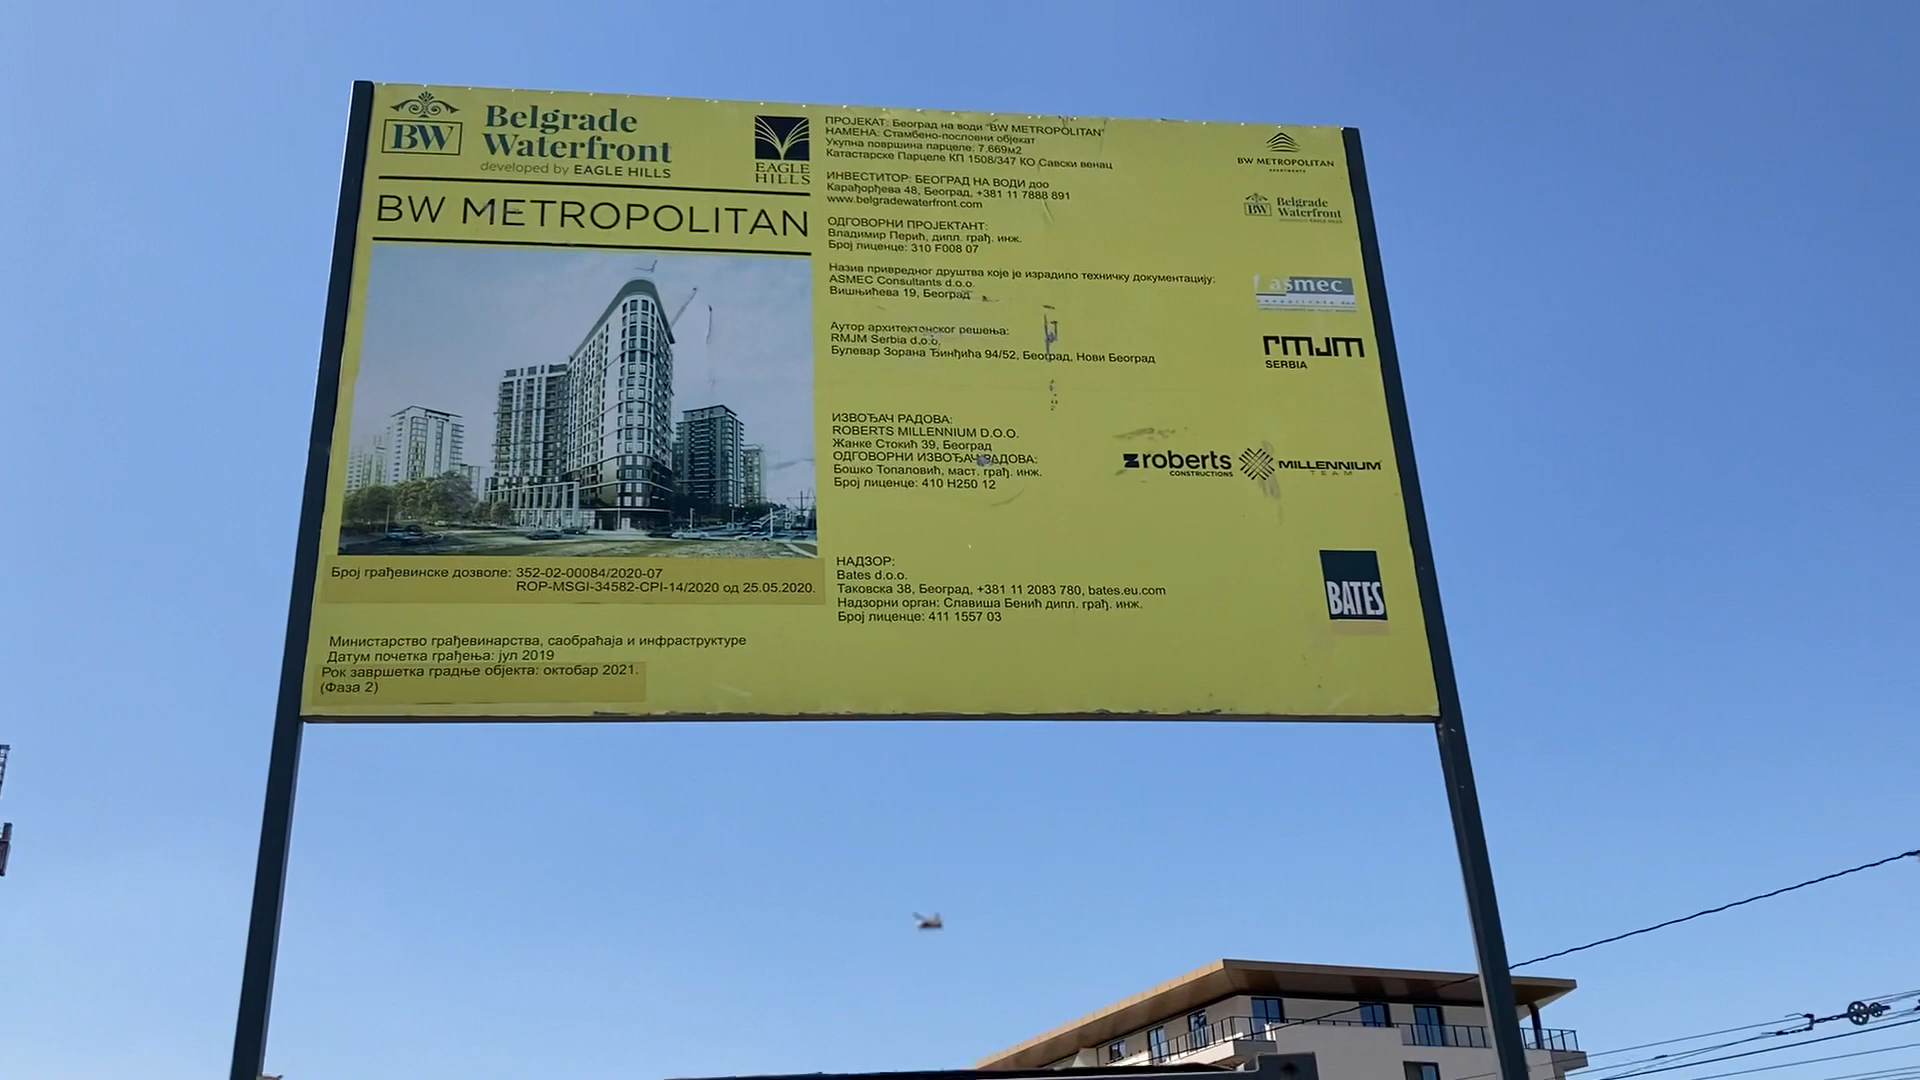 BW
Belgrade
Waterfront
developed by EAGLE HILLS
EAGLE
HILLS
BW METROPOLITAN
Број грађевинске дозволе: 352-02-00084/2020-07
ROP-MSGI-34582-CPI-14/2020 од 25.05.2020.
Министарство грађевинарства, саобраћаја и инфраструктуре
Датум почетка грађења: јул 2019
Рок завршетка градње објекта: октобар 2021.
(Фаза 2)
ПРОЈЕКАТ: Београд на води "BW METROPOLITAN"
НАМЕНА: Стамбено-пословни објекат
Укупна површина парцеле: 7.669м2
Катастарске Парцеле КП 1508/347 КО Савски венац
ИНВЕСТИТОР: БЕОГРАД НА ВОДИ доо
Карађорђева 48, Београд, +381 11 7888 891
www.belgradewaterfront.com
ОДГОВОРНИ ПРОЈЕКТАНТ:
Владимир Перић, дипл. грађ. инж.
Број лиценце: 310 F008 07
Назив привредног друштва које је израдило техничку документацију:
ASMEC Consultants d.o.o.
Вишњићева 19, Београд
Аутор архитектонског решења:
RMJM Serbia d.o.o.
Булевар Зорана Ђинђића 94/52, Београд, Нови Београд
ИЗВОЂАЧ РАДОВА:
ROBERTS MILLENNIUM D.O.O.
Жанке Стокић 39, Београд
ОДГОВОРНИ ИЗВОЂАЧ РАДОВА:
Бошко Топаловић, маст. грађ. инж.
Број лиценце: 410 H250 12
НАДЗОР:
Bates d.o.o.
Таковска 38, Београд, +381 11 2083 780, bates.eu.com
Надзорни орган: Славиша Бенић дипл. грађ. инж.
Број лиценце: 411 1557 03
BW METROPOLITAN
APARTMENTS
BW
Belgrade
Waterfront
asmec
rmjm
SERBIA
roberts
CONSTRUCTIONS
MILLENNIUM
TEAM
BATES